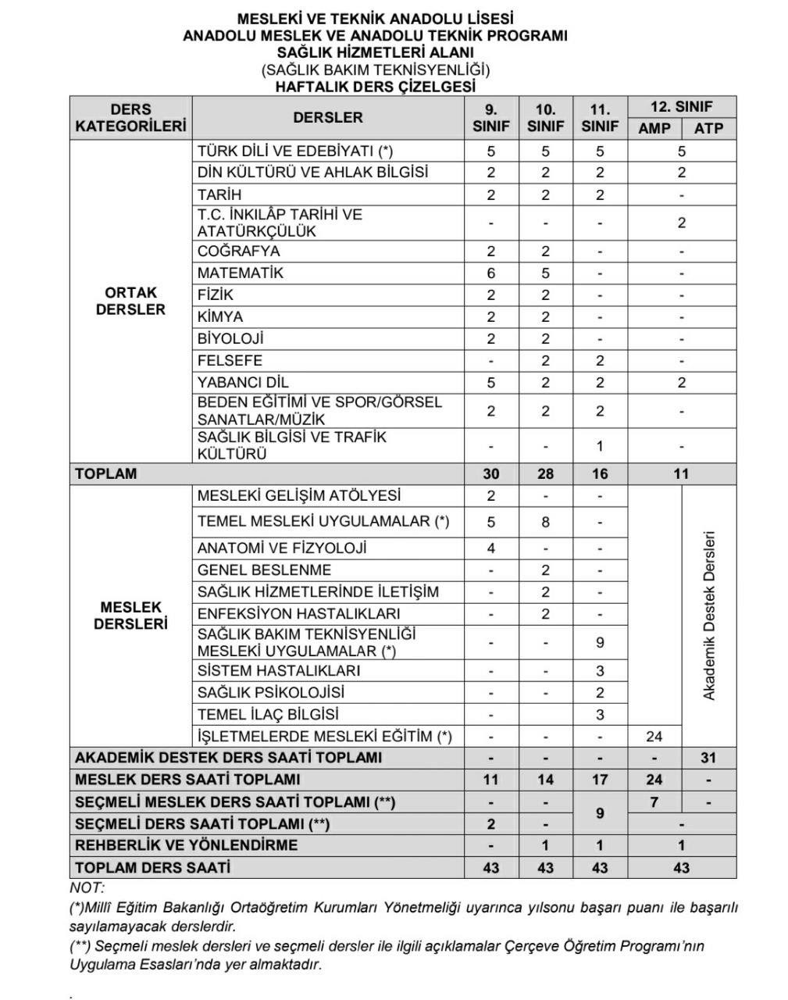 MESLEKİ VE TEKNİK ANADOLU LİSESİ
ANADOLU MESLEK VE ANADOLU TEKNİK PROGRAMI
SAĞLIK HİZMETLERİ ALANI
(SAĞLIK BAKIM TEKNİSYENLİĞİ)
HAFTALIK DERS ÇİZELGESİ
DERS KATEGORİLERİ DERSLER 9. SINIF 10. SINIF 11. SINIF 12. SINIF
AMP ATP
ORTAK DERSLER
TÜRK DİLİ VE EDEBİYATI (*) 5 5 5 5
DİN KÜLTÜRÜ VE AHLAK BİLGİSİ 2 2 2 2
TARİH 2 2 2 -
T.C. İNKILÂP TARİHİ VE
ATATÜRKÇÜLÜK - - - 2
COĞRAFYA 2 2 - -
MATEMATİK 6 5 - -
FİZİK 2 2 - -
KİMYA 2 2 - -
BİYOLOJİ 2 2 - -
FELSEFE - 2 2 -
YABANCI DİL 5 2 2 2
BEDEN EĞİTİMİ VE SPOR/GÖRSEL
SANATLAR/MÜZİK 2 2 2 -
SAĞLIK BİLGİSİ VE TRAFİK
KÜLTÜRÜ - - 1 -
TOPLAM 30 28 16 11
MESLEK DERSLERİ
MESLEKİ GELİŞİM ATÖLYESİ 2 - -
TEMEL MESLEKİ UYGULAMALAR (*) 5 8 -
ANATOMİ VE FİZYOLOJİ 4 - -
GENEL BESLENME - 2 -
SAĞLIK HİZMETLERİNDE İLETİŞİM - 2 -
ENFEKSİYON HASTALIKLARI - 2 -
SAĞLIK BAKIM TEKNİSYENLİĞİ
MESLEKİ UYGULAMALAR (*) - - 9
SİSTEM HASTALIKLARI - - 3
SAĞLIK PSİKOLOJİSİ - - 2
TEMEL İLAÇ BİLGİSİ - 3
İŞLETMELERDE MESLEKİ EĞİTİM (*) - - - 24
Akademik Destek Dersleri
AKADEMİK DESTEK DERS SAATİ TOPLAMI - - - - 31
MESLEK DERS SAATİ TOPLAMI 11 14 17 24 -
SEÇMELİ MESLEK DERS SAATİ TOPLAMI (**) - - 9 7 -
SEÇMELİ DERS SAATİ TOPLAMI (**) 2 - -
REHBERLİK VE YÖNLENDİRME - 1 1 1
TOPLAM DERS SAATİ 43 43 43 43
NOT:
(*)Millî Eğitim Bakanlığı Ortaöğretim Kurumları Yönetmeliği uyarınca yılsonu başarı puanı ile başarılı
sayılamayacak derslerdir.
(**) Seçmeli meslek dersleri ve seçmeli dersler ile ilgili açıklamalar Çerçeve Öğretim Programı’nın
Uygulama Esasları’nda yer almaktadır.
.